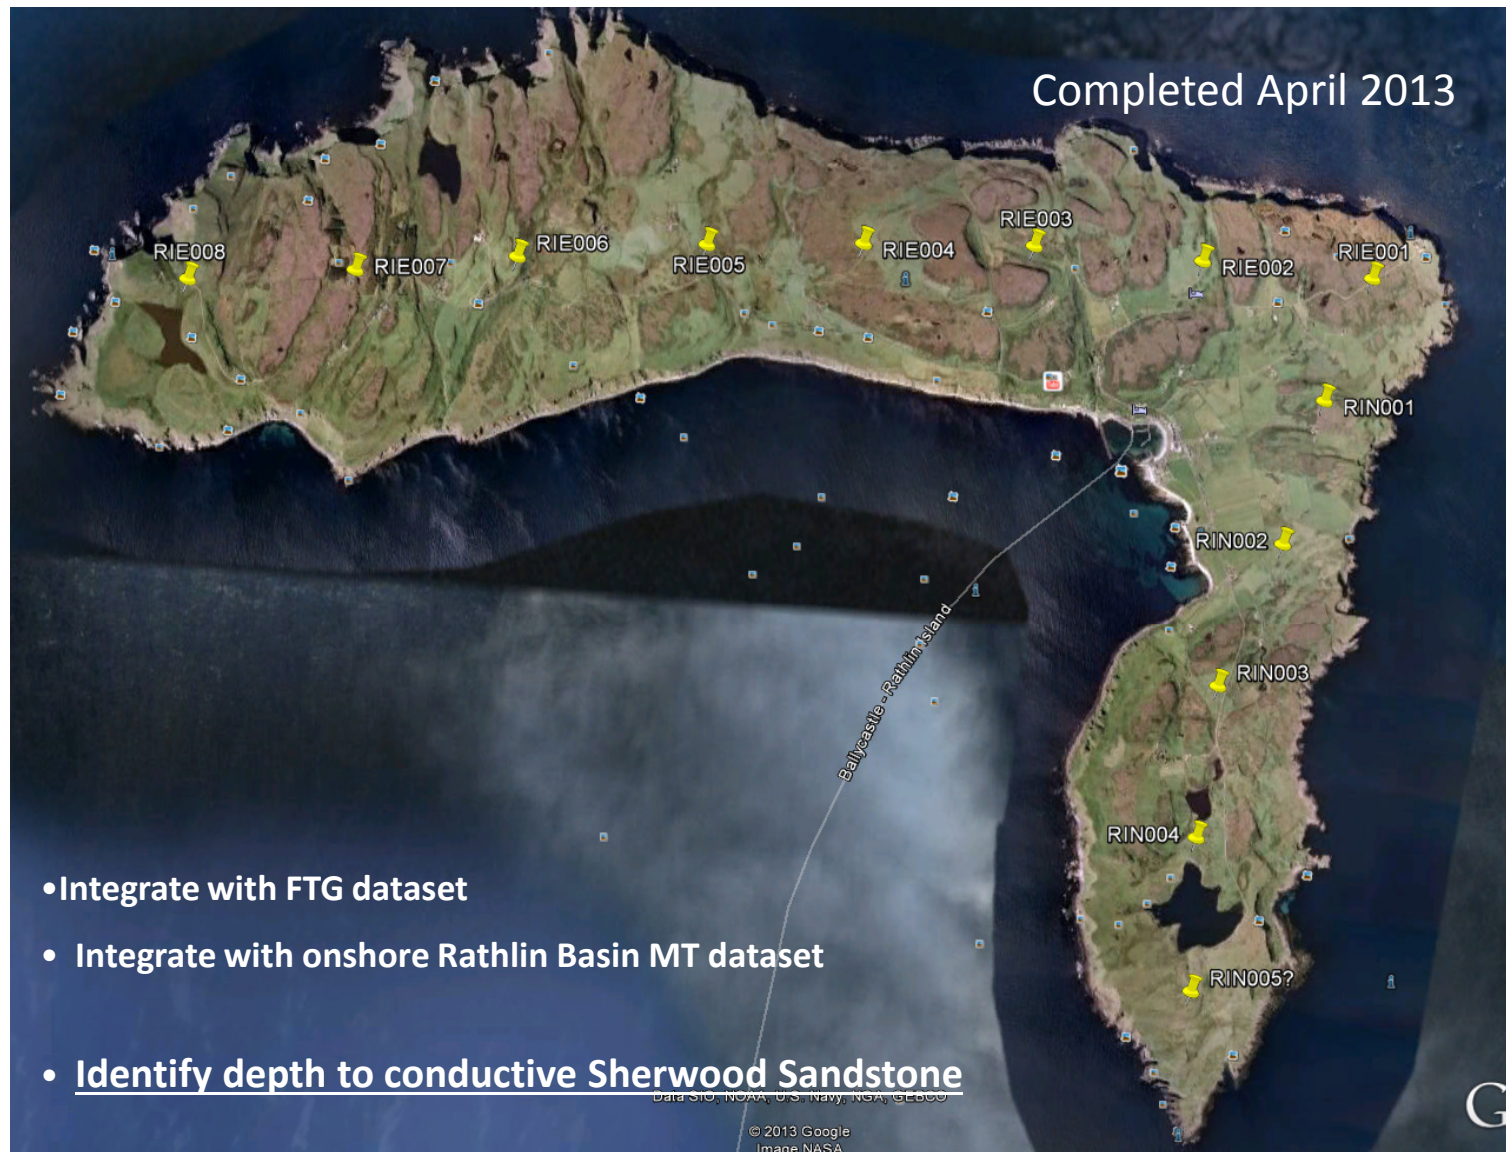 Completed April 2013
RIE003
RIE008
RIE006
RIE004
RIE001
RIE007
RIE005
RIE002
RIN001
RIN002
Ballycastle - Rathlin Island
RIN003
RIN004
•Integrate with FTG dataset
• Integrate with onshore Rathlin Basin MT dataset
RIN005?
• Identify depth to conductive Sherwood Sandstone
Data SIO, NOAA, U.S. Navy, NGA, GEBCO
© 2013 Google
Image NASA
G